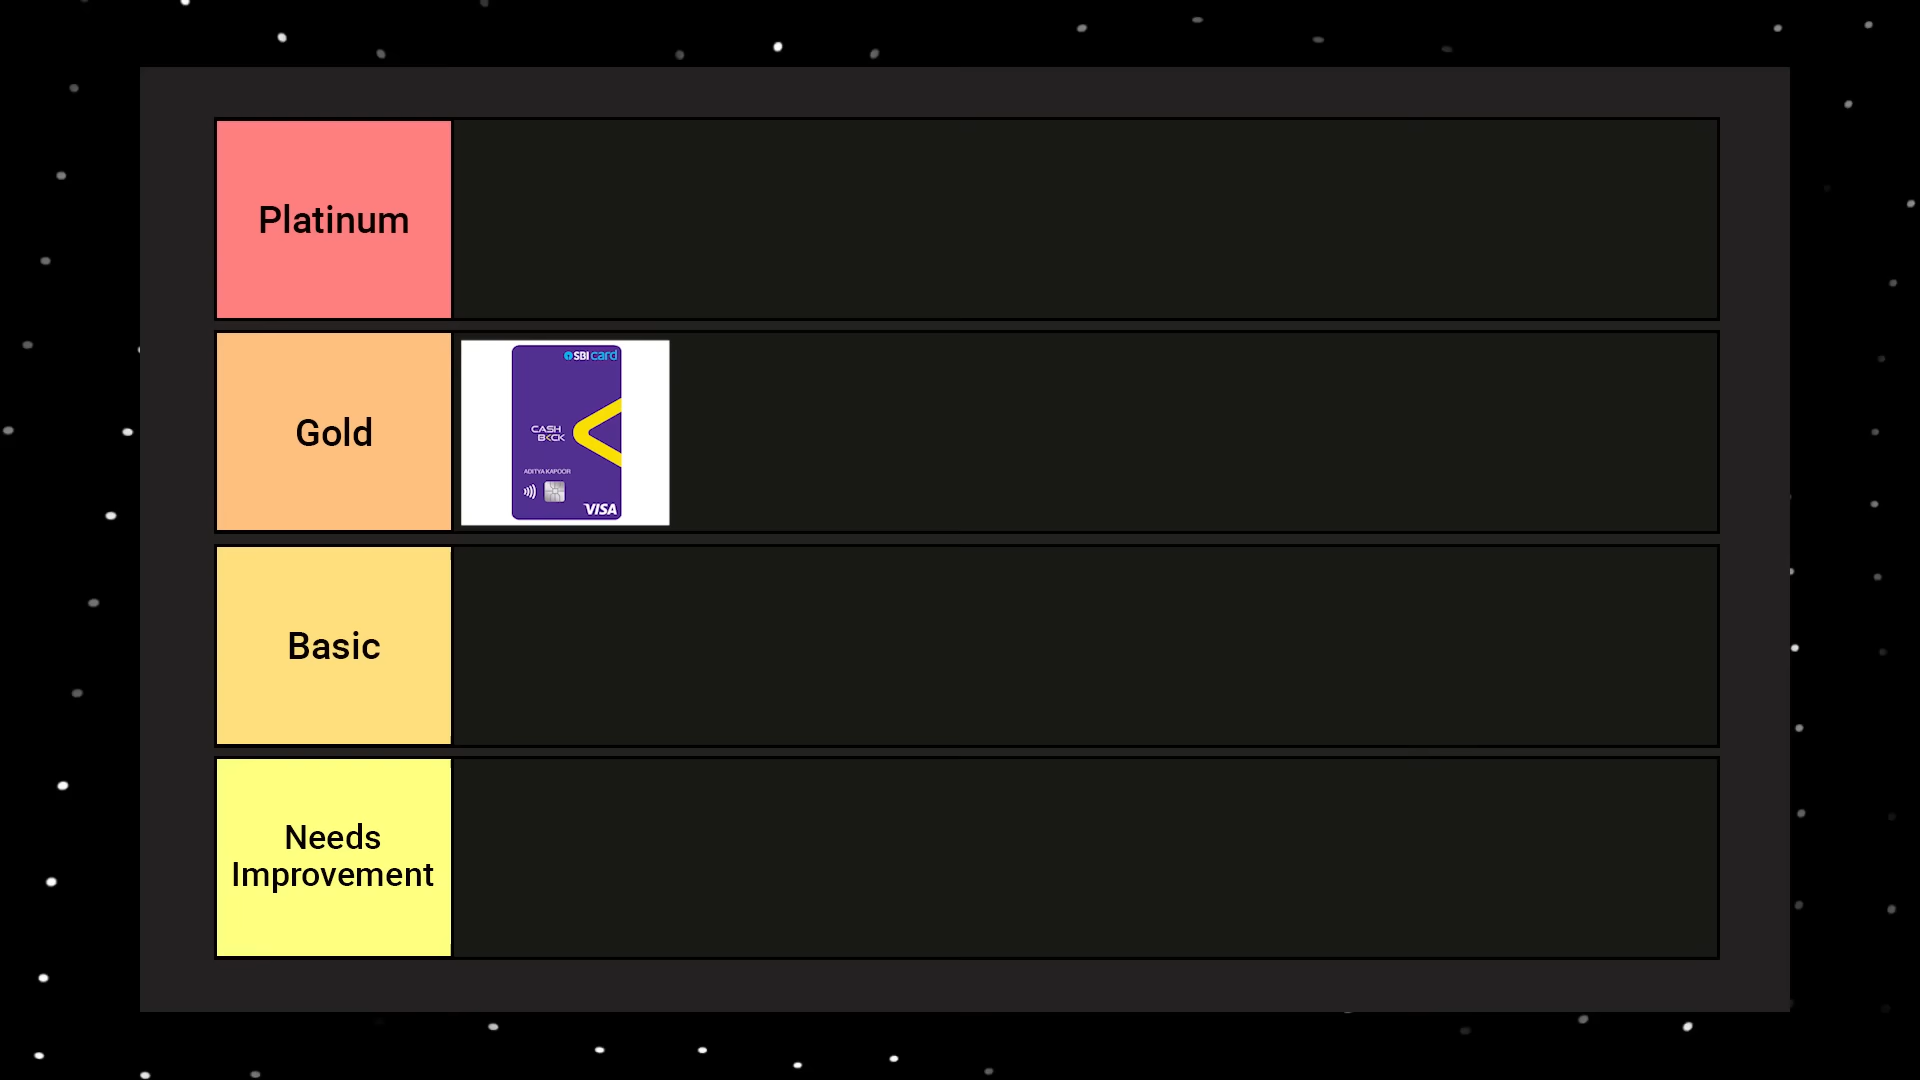 Platinum
Gold
SBI card
CASH
BACK
ADITYA KAPOOR
VISA
Basic
Needs
Improvement